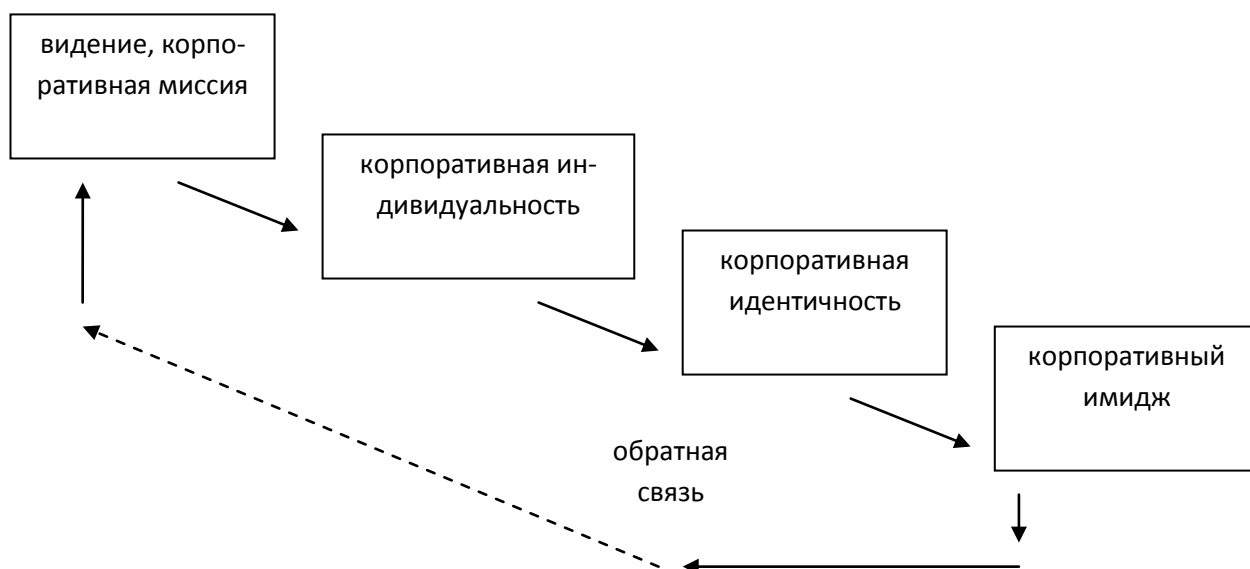 видение, корпо-
ративная миссия
корпоративная ин-
дивидуальность
корпоративная
идентичность
корпоративный
имидж
обратная
связь